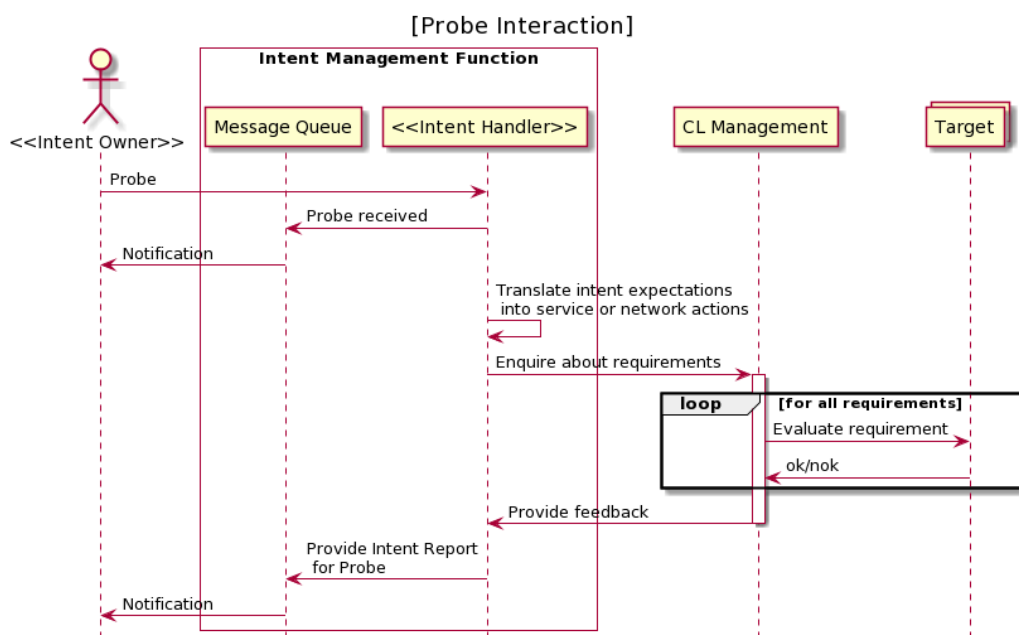 [Probe Interaction]
Intent Management Function
<<Intent Owner>>
Message Queue
<<Intent Handler>>
CL Management
Target
Probe
Probe received
Notification
Translate intent expectations
into service or network actions
Enquire about requirements
loop
[for all requirements]
Evaluate requirement
ok/nok
Provide feedback
Provide Intent Report
for Probe
Notification